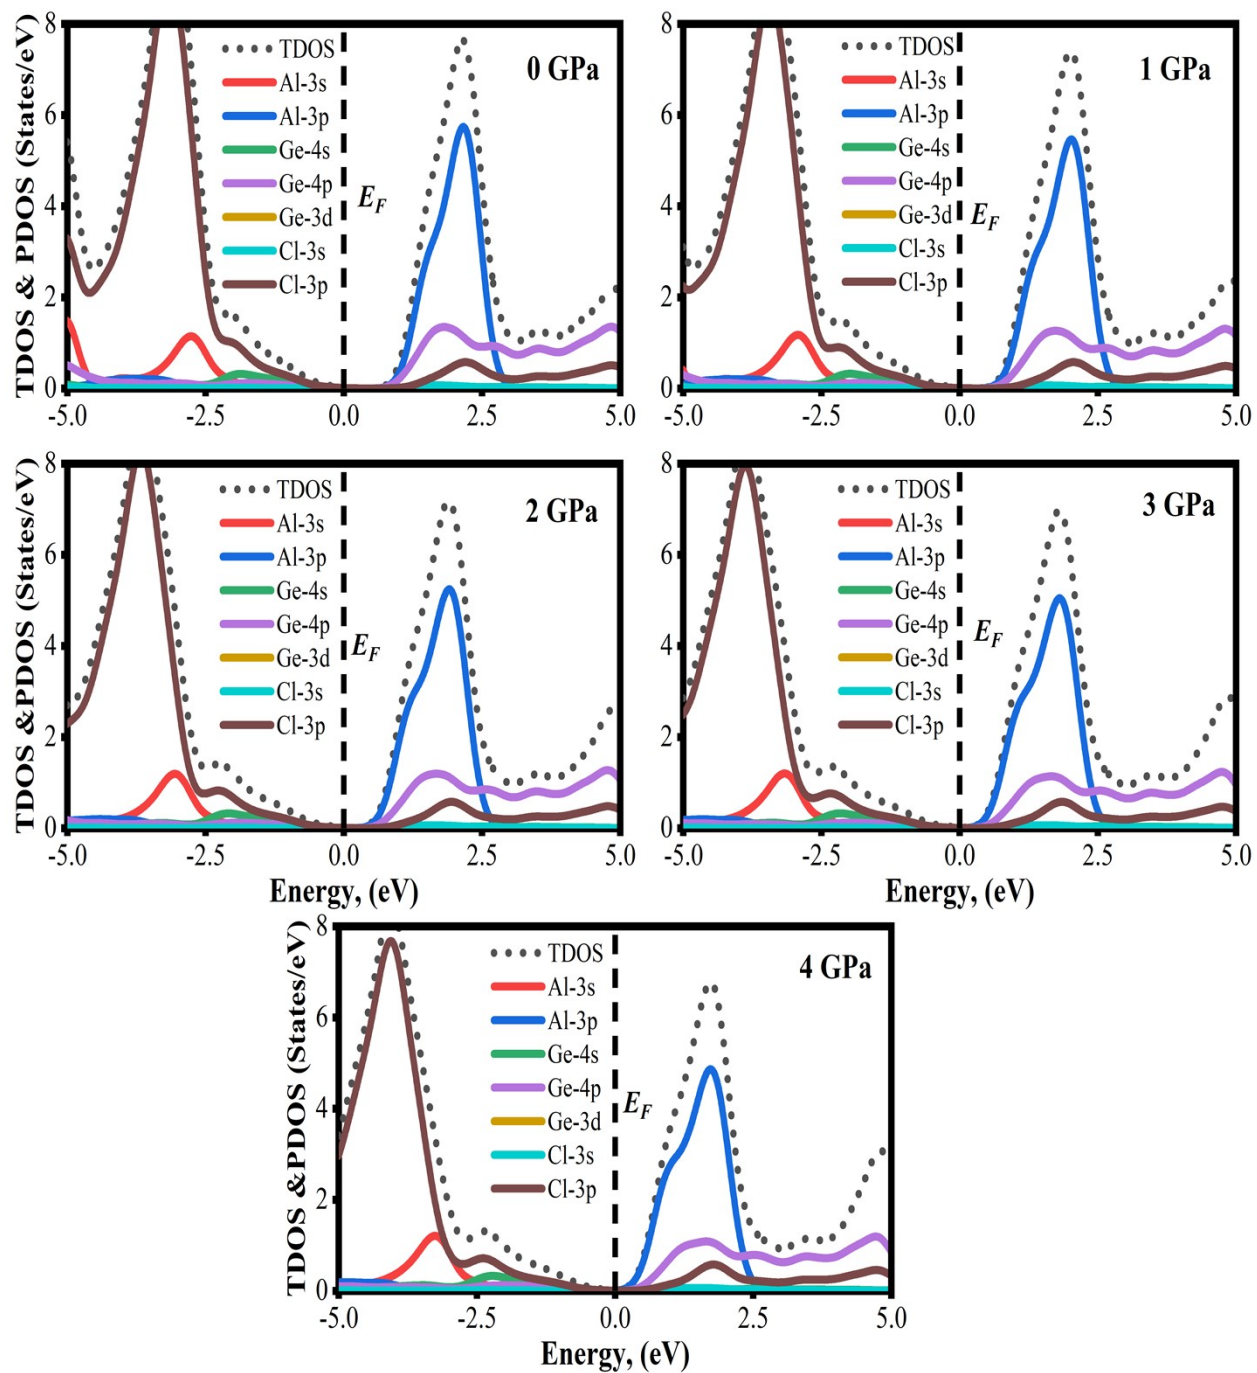 TDOS & PDOS (States/eV)
8
6
4
2
0
TDOS
Al-3s
Al-3p
Ge-4s
Ge-4p
Ge-3d
Cl-3s
Cl-3p
0 GPa
E_F
-5.0 -2.5 0.0 2.5 5.0
8
6
4
2
0
TDOS
Al-3s
Al-3p
Ge-4s
Ge-4p
Ge-3d
Cl-3s
Cl-3p
1 GPa
E_F
-5.0 -2.5 0.0 2.5 5.0
TDOS &PDOS (States/eV)
8
6
4
2
0
TDOS
Al-3s
Al-3p
Ge-4s
Ge-4p
Ge-3d
Cl-3s
Cl-3p
2 GPa
E_F
-5.0 -2.5 0.0 2.5 5.0
Energy, (eV)
8
6
4
2
0
TDOS
Al-3s
Al-3p
Ge-4s
Ge-4p
Ge-3d
Cl-3s
Cl-3p
3 GPa
E_F
-5.0 -2.5 0.0 2.5 5.0
Energy, (eV)
TDOS &PDOS (States/eV)
8
6
4
2
0
TDOS
Al-3s
Al-3p
Ge-4s
Ge-4p
Ge-3d
Cl-3s
Cl-3p
4 GPa
E_F
-5.0 -2.5 0.0 2.5 5.0
Energy, (eV)